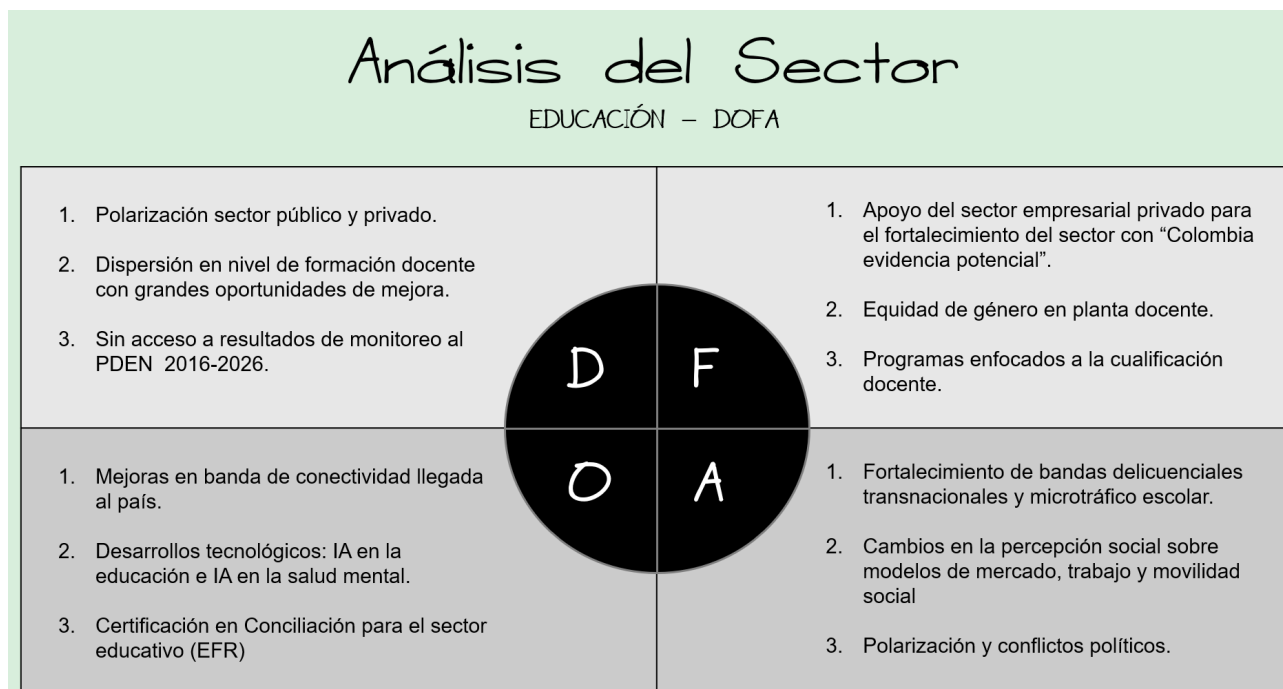 Análisis del Sector
EDUCACIÓN – DOFA
1. Polarización sector público y privado.
2. Dispersión en nivel de formación docente
con grandes oportunidades de mejora.
3. Sin acceso a resultados de monitoreo al
PDEN 2016-2026.
1. Apoyo del sector empresarial privado para
el fortalecimiento del sector con “Colombia
evidencia potencial”.
2. Equidad de género en planta docente.
3. Programas enfocados a la cualificación
docente.
D F
O A
1. Mejoras en banda de conectividad llegada
al país.
2. Desarrollos tecnológicos: IA en la
educación e IA en la salud mental.
3. Certificación en Conciliación para el sector
educativo (EFR)
1. Fortalecimiento de bandas delicuenciales
transnacionales y microtráfico escolar.
2. Cambios en la percepción social sobre
modelos de mercado, trabajo y movilidad
social
3. Polarización y conflictos políticos.